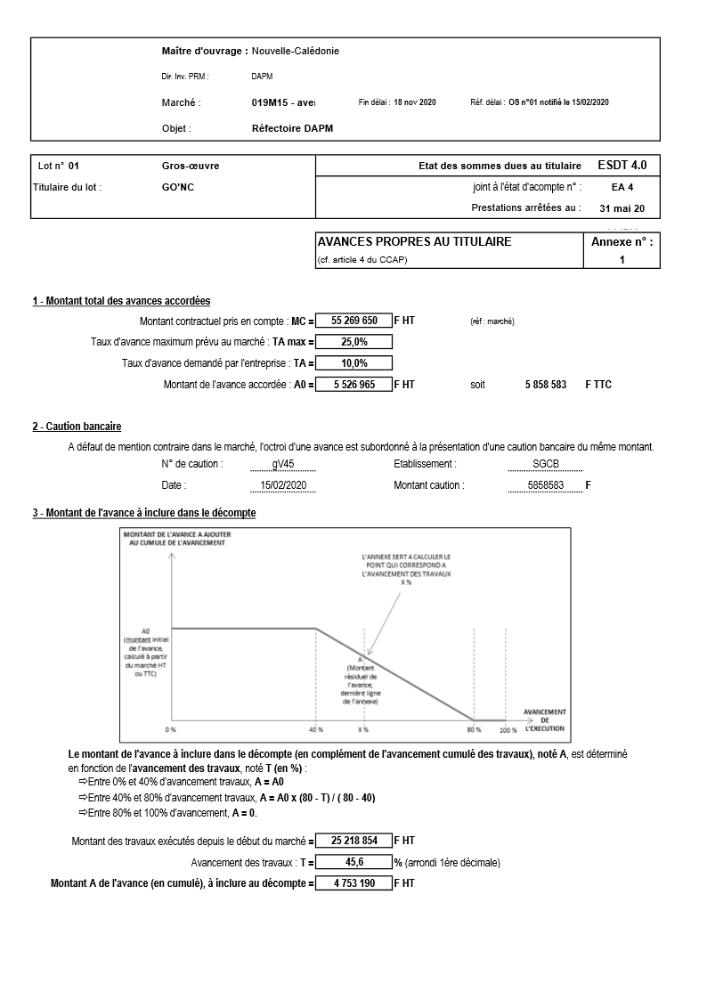 Maître d'ouvrage : Nouvelle-Calédonie
Dir. Inv. PRM : DAPM
Marché : 019M15 - aver Fin délai : 18 nov 2020 Réf. délai : OS n°01 notifié le 15/02/2020
Objet : Réfectoire DAPM
Lot n° 01 Gros-œuvre Etat des sommes dues au titulaire ESDT 4.0
Titulaire du lot : GO'NC joint à l'état d'acompte n° : EA 4
Prestations arrêtées au : 31 mai 20
AVANCES PROPRES AU TITULAIRE Annexe n° :
(cf. article 4 du CCAP) 1
1 - Montant total des avances accordées
Montant contractuel pris en compte : MC = 55 269 650 F HT (réf : marché)
Taux d'avance maximum prévu au marché : TA max = 25,0%
Taux d'avance demandé par l'entreprise : TA = 10,0%
Montant de l'avance accordée : A0 = 5 526 965 F HT soit 5 858 583 F TTC
2 - Caution bancaire
A défaut de mention contraire dans le marché, l'octroi d'une avance est subordonné à la présentation d'une caution bancaire du même montant.
N° de caution : gV45 Etablissement : SGCB
Date : 15/02/2020 Montant caution : 5858583 F
3 - Montant de l'avance à inclure dans le décompte
MONTANT DE L'AVANCE A AJOUTER
AU CUMULE DE L'AVANCEMENT
L'ANNEXE SERT A CALCULER LE
POINT QUI CORRESPOND A
L'AVANCEMENT DES TRAVAUX
X %
A0
(montant initial
de l'avance,
calculé à partir
du marché HT
ou TTC)
A
(Montant
résiduel de
l'avance,
dernière ligne
de l'annexe)
AVANCEMENT
DE
L'EXECUTION
0 % 40 % X % 80 % 100 %
Le montant de l'avance à inclure dans le décompte (en complément de l'avancement cumulé des travaux), noté A, est déterminé
en fonction de l'avancement des travaux, noté T (en %) :
⇨Entre 0% et 40% d'avancement travaux, A = A0
⇨Entre 40% et 80% d'avancement travaux, A = A0 x (80 - T) / ( 80 - 40)
⇨Entre 80% et 100% d'avancement, A = 0.
Montant des travaux exécutés depuis le début du marché = 25 218 854 F HT
Avancement des travaux : T = 45,6 % (arrondi 1ère décimale)
Montant A de l'avance (en cumulé), à inclure au décompte = 4 753 190 F HT